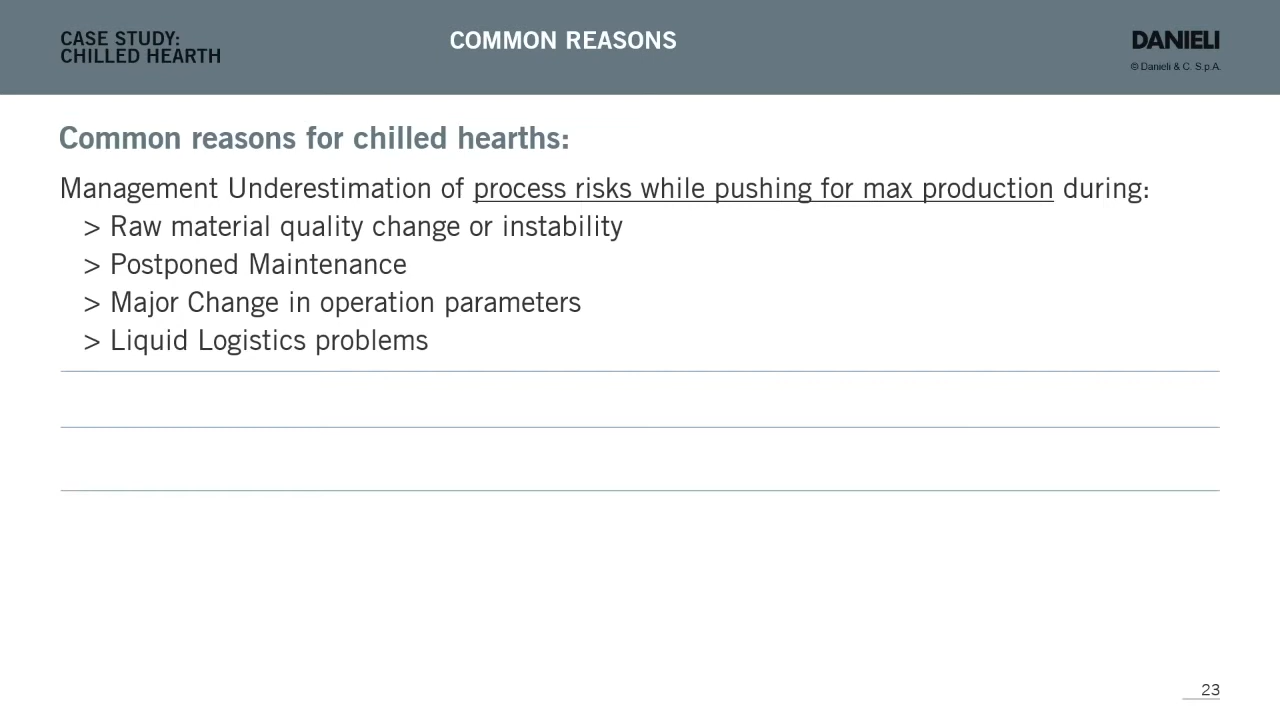 CASE STUDY:
CHILLED HEARTH
COMMON REASONS
DANIELI
© Danieli & C. S.p.A.
Common reasons for chilled hearths:
Management Underestimation of process risks while pushing for max production during:
> Raw material quality change or instability
> Postponed Maintenance
> Major Change in operation parameters
> Liquid Logistics problems
23